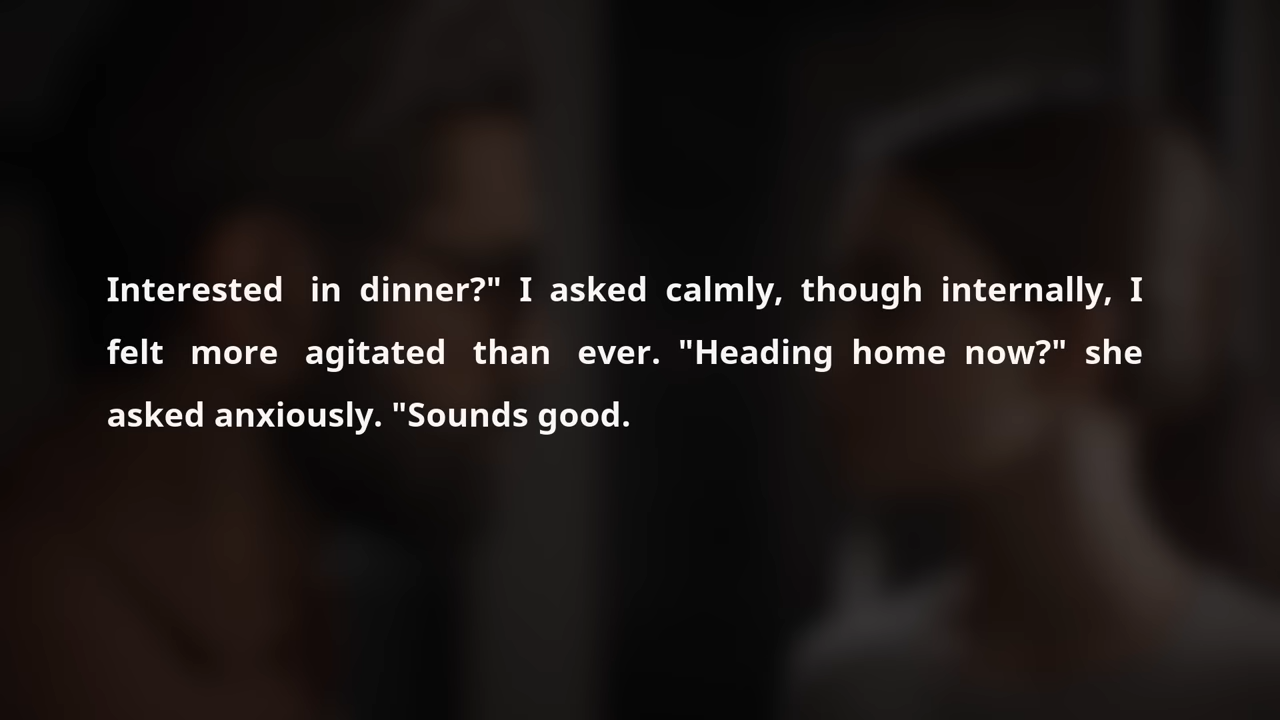 Interested in dinner?" I asked calmly, though internally, I
felt more agitated than ever. "Heading home now?" she
asked anxiously. "Sounds good.